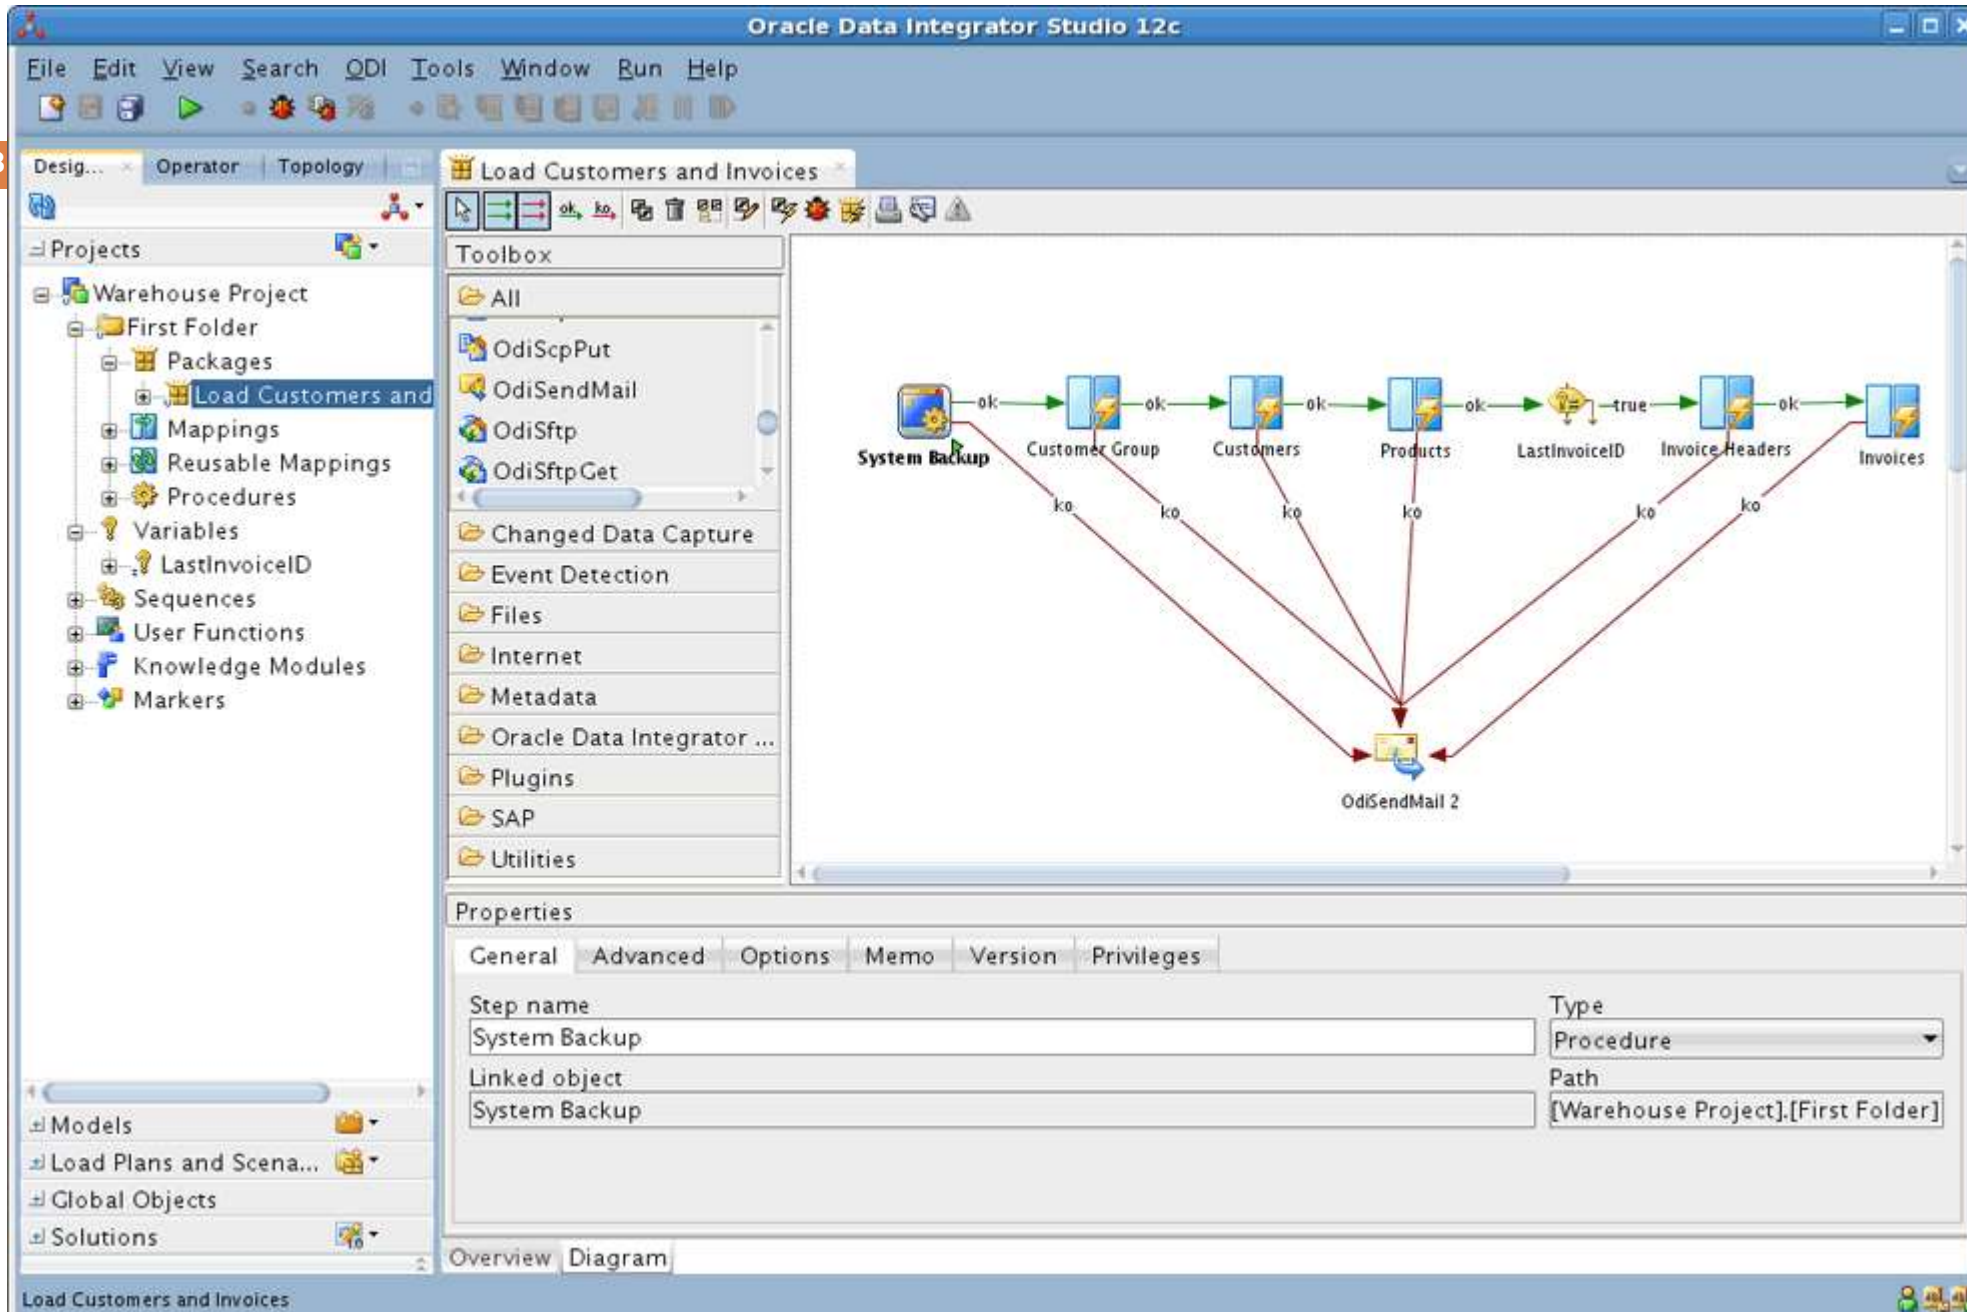 Oracle Data Integrator Studio 12c
File Edit View Search ODI Tools Window Run Help
Desig... Operator Topology
Load Customers and Invoices
Projects
Warehouse Project
First Folder
Packages
Load Customers and
Mappings
Reusable Mappings
Procedures
Variables
LastInvoiceID
Sequences
User Functions
Knowledge Modules
Markers
Models
Load Plans and Scena...
Global Objects
Solutions
ok ko
Toolbox
All
OdiScpPut
OdiSendMail
OdiSftp
OdiSftpGet
Changed Data Capture
Event Detection
Files
Internet
Metadata
Oracle Data Integrator ...
Plugins
SAP
Utilities
ok ok ok ok true ok
System Backup Customer Group Customers Products LastInvoiceID Invoice Headers Invoices
ko ko ko ko ko ko
OdiSendMail 2
Properties
General Advanced Options Memo Version Privileges
Step name Type
System Backup Procedure
Linked object Path
System Backup [Warehouse Project].[First Folder]
Overview Diagram
Load Customers and Invoices